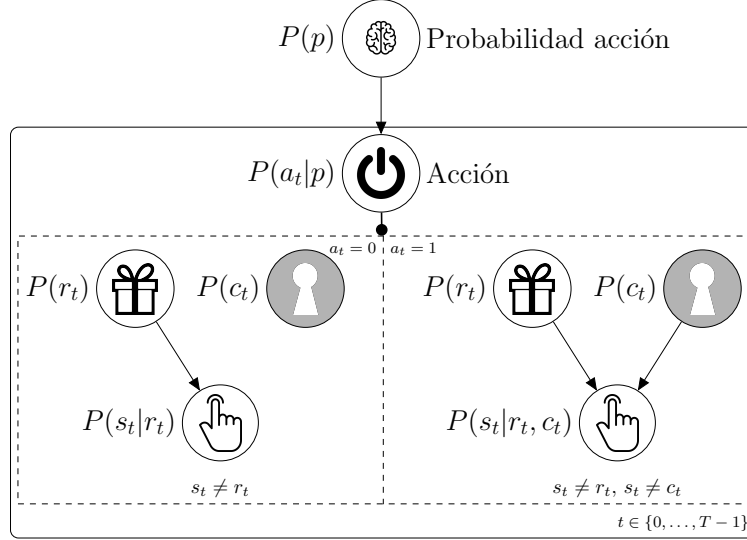 P(p) Probabilidad acción
P(a_t|p) Acción
a_t = 0 a_t = 1
P(r_t) P(c_t) P(r_t) P(c_t)
P(s_t|r_t) P(s_t|r_t, c_t)
s_t ≠ r_t s_t ≠ r_t, s_t ≠ c_t
t ∈ {0, . . . , T − 1}